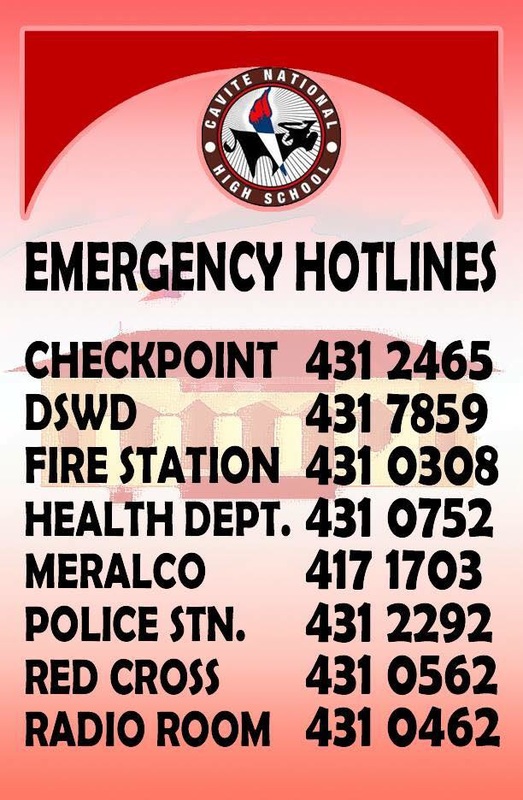 CAVITE NATIONAL
HIGH SCHOOL
EMERGENCY HOTLINES
CHECKPOINT 431 2465
DSWD 431 7859
FIRE STATION 431 0308
HEALTH DEPT. 431 0752
MERALCO 417 1703
POLICE STN. 431 2292
RED CROSS 431 0562
RADIO ROOM 431 0462